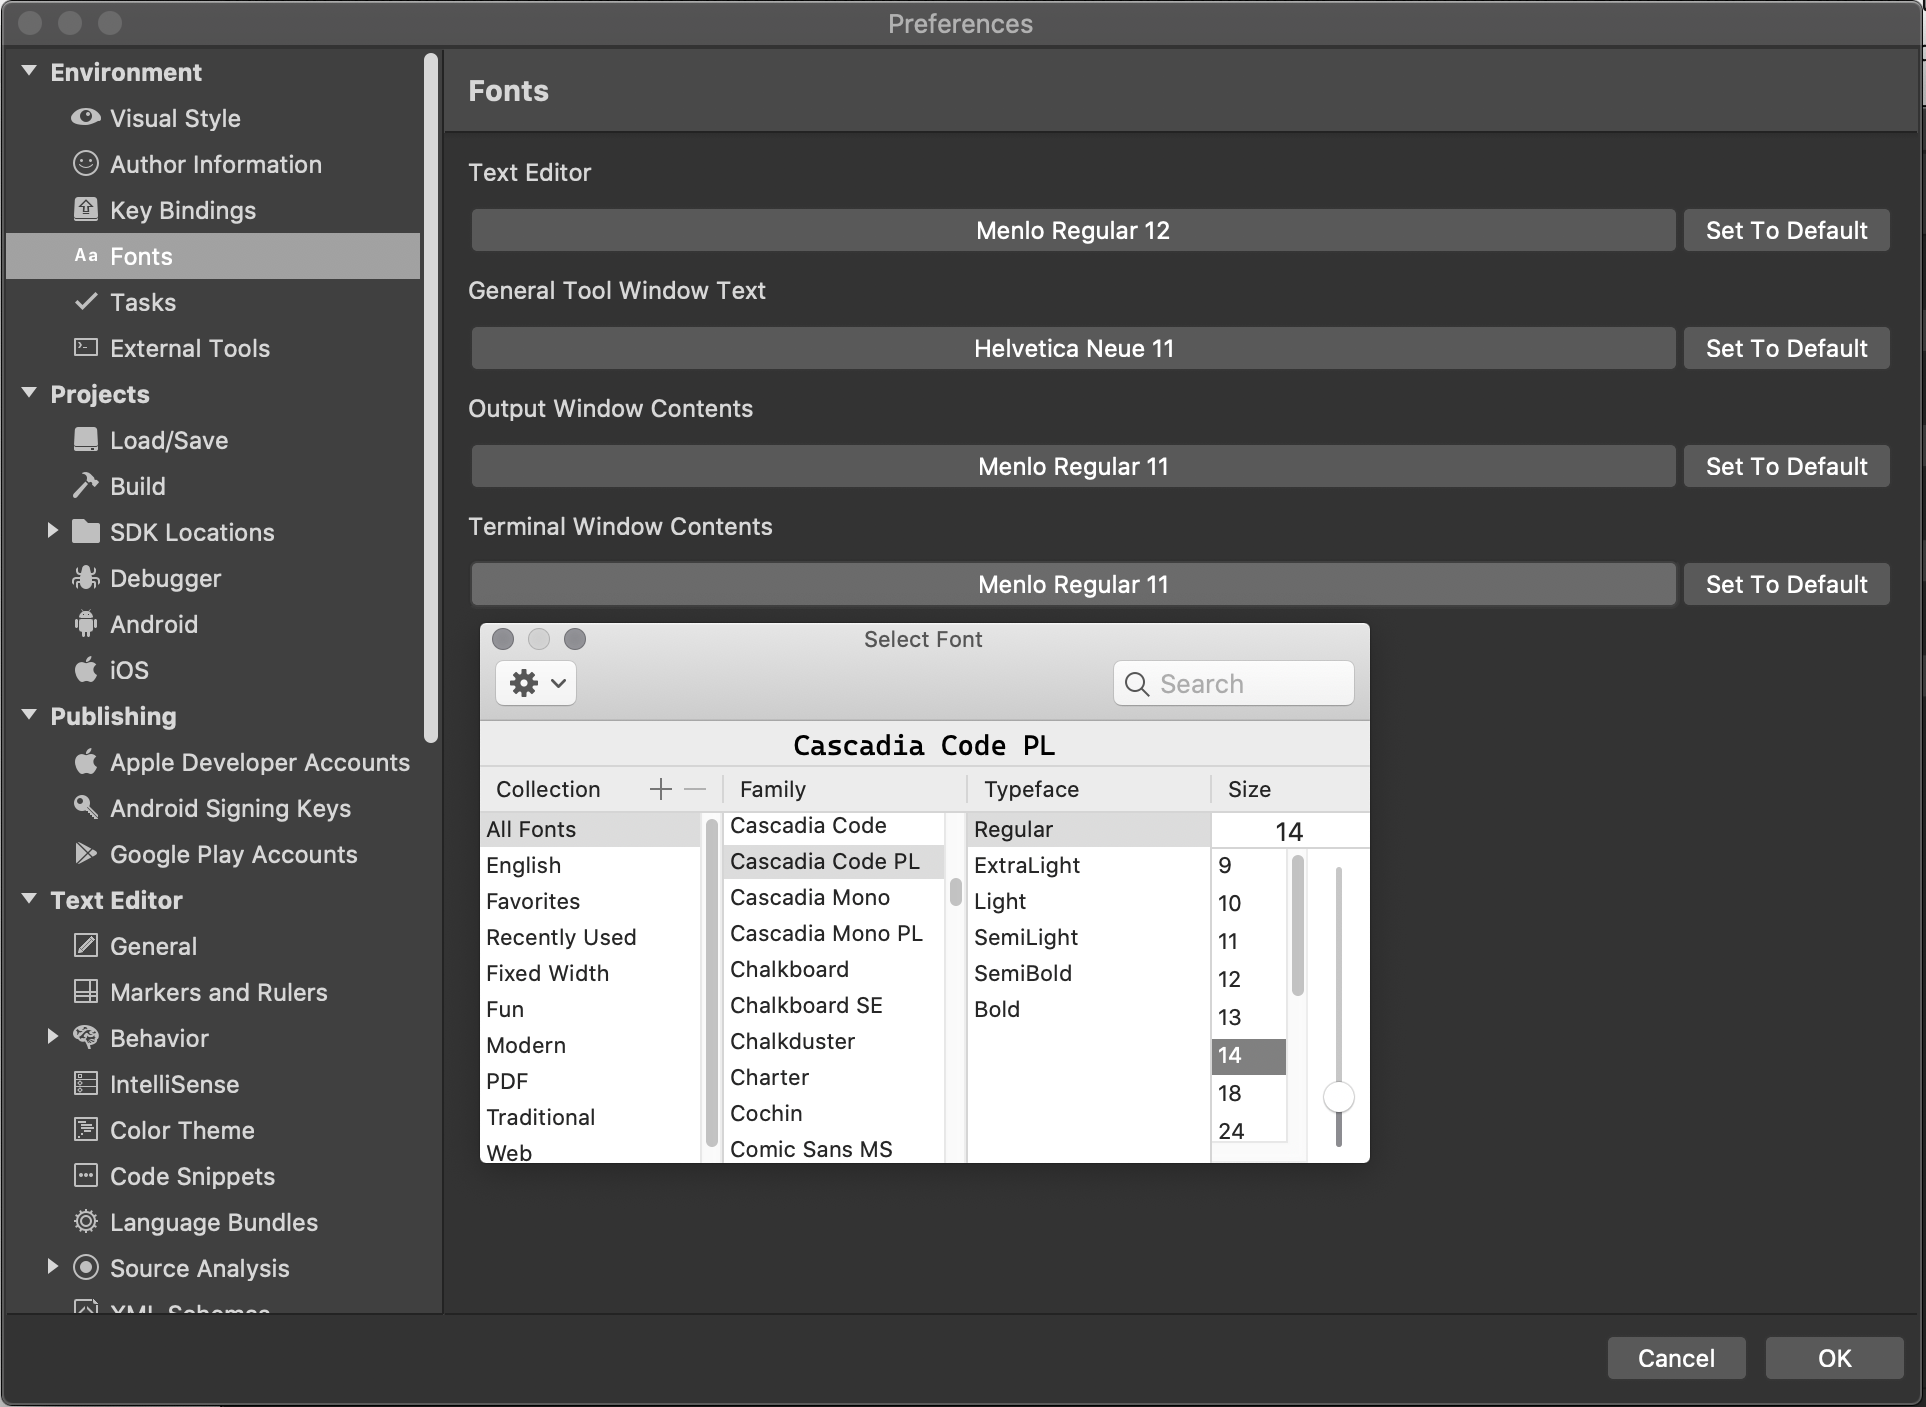 Preferences
Environment
Visual Style
Author Information
Key Bindings
Aa Fonts
Tasks
External Tools
Projects
Load/Save
Build
SDK Locations
Debugger
Android
iOS
Publishing
Apple Developer Accounts
Android Signing Keys
Google Play Accounts
Text Editor
General
Markers and Rulers
Behavior
IntelliSense
Color Theme
Code Snippets
Language Bundles
Source Analysis
XML Schemas
Fonts
Text Editor
Menlo Regular 12
Set To Default
General Tool Window Text
Helvetica Neue 11
Set To Default
Output Window Contents
Menlo Regular 11
Set To Default
Terminal Window Contents
Menlo Regular 11
Set To Default
Select Font
Search
Cascadia Code PL
Collection
All Fonts
English
Favorites
Recently Used
Fixed Width
Fun
Modern
PDF
Traditional
Web
Family
Cascadia Code
Cascadia Code PL
Cascadia Mono
Cascadia Mono PL
Chalkboard
Chalkboard SE
Chalkduster
Charter
Cochin
Comic Sans MS
Typeface
Regular
ExtraLight
Light
SemiLight
SemiBold
Bold
Size
14
9
10
11
12
13
14
18
24
Cancel
OK